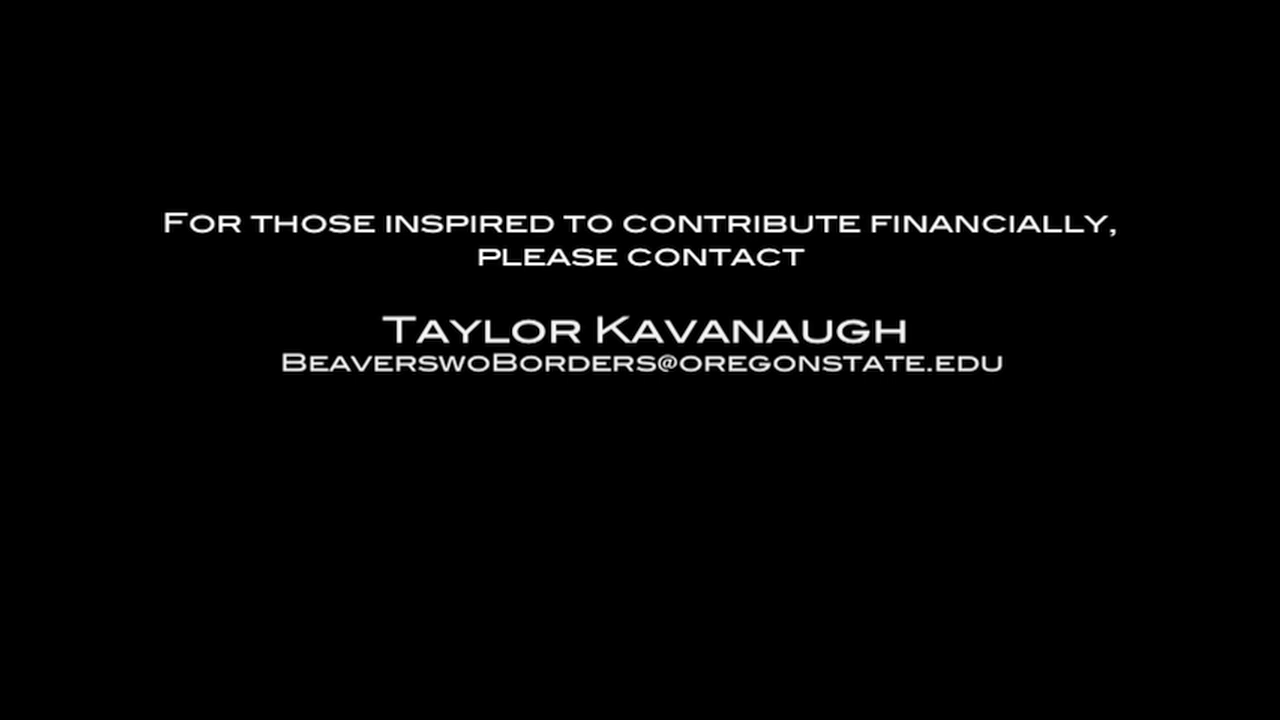 For those inspired to contribute financially,
please contact
Taylor Kavanaugh
BeaverswoBorders@oregonstate.edu